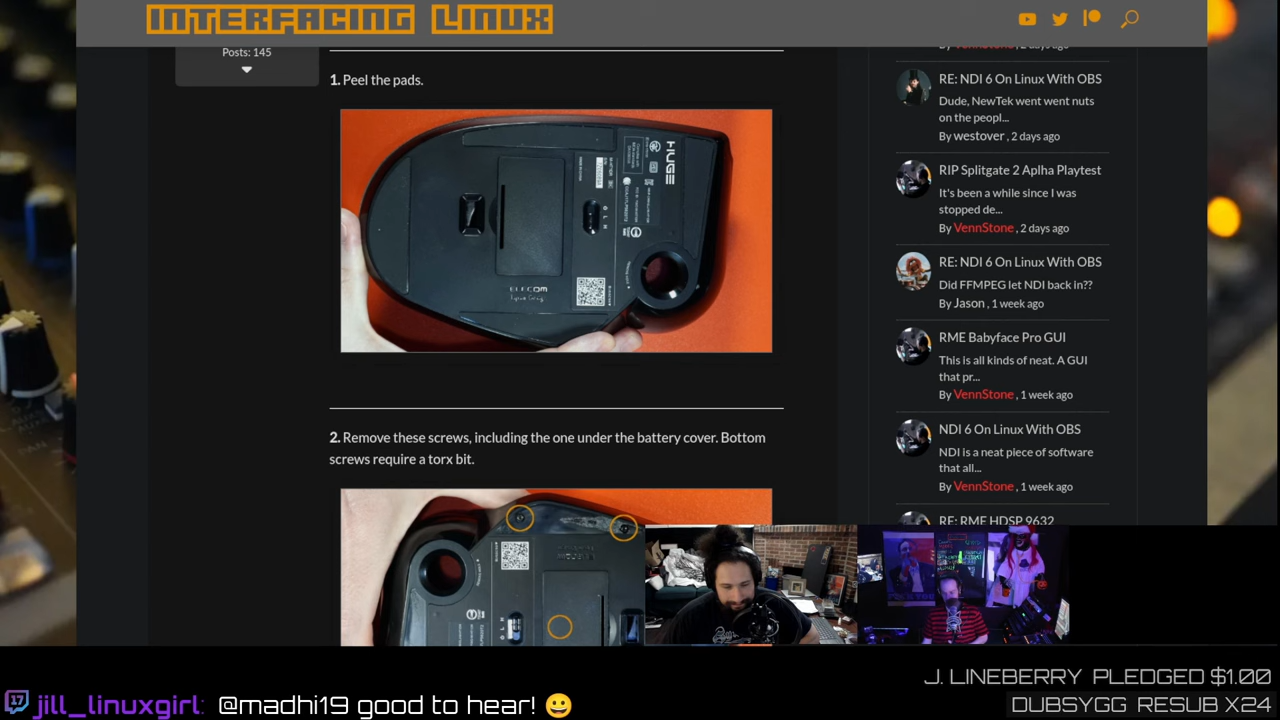 INTERFACING LINUX
Posts: 145
1. Peel the pads.
HUGE
ELECOM
2. Remove these screws, including the one under the battery cover. Bottom
screws require a torx bit.
By VennStone, 2 days ago
RE: NDI 6 On Linux With OBS
Dude, NewTek went went nuts
on the peopl...
By westover, 2 days ago
RIP Splitgate 2 Aplha Playtest
It's been a while since I was
stopped de...
By VennStone, 2 days ago
RE: NDI 6 On Linux With OBS
Did FFMPEG let NDI back in??
By Jason, 1 week ago
RME Babyface Pro GUI
This is all kinds of neat. A GUI
that pr...
By VennStone, 1 week ago
NDI 6 On Linux With OBS
NDI is a neat piece of software
that all...
By VennStone, 1 week ago
RE: RME HDSP 9632
J. LINEBERRY PLEDGED $1.00
17 jill_linuxgirl: @madhi19 good to hear! 😀
DUBSYGG RESUB X24